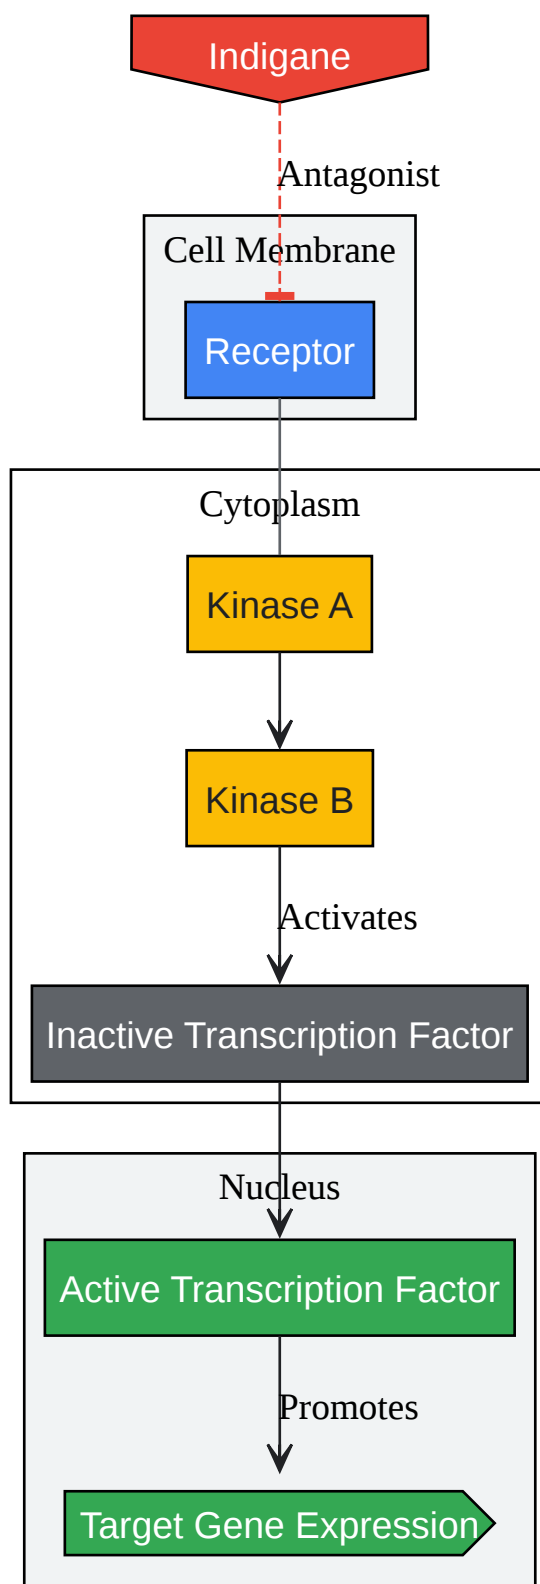 Indigane
Antagonist
Cell Membrane
Receptor
Cytoplasm
Kinase A
Kinase B
Activates
Inactive Transcription Factor
Nucleus
Active Transcription Factor
Promotes
Target Gene Expression